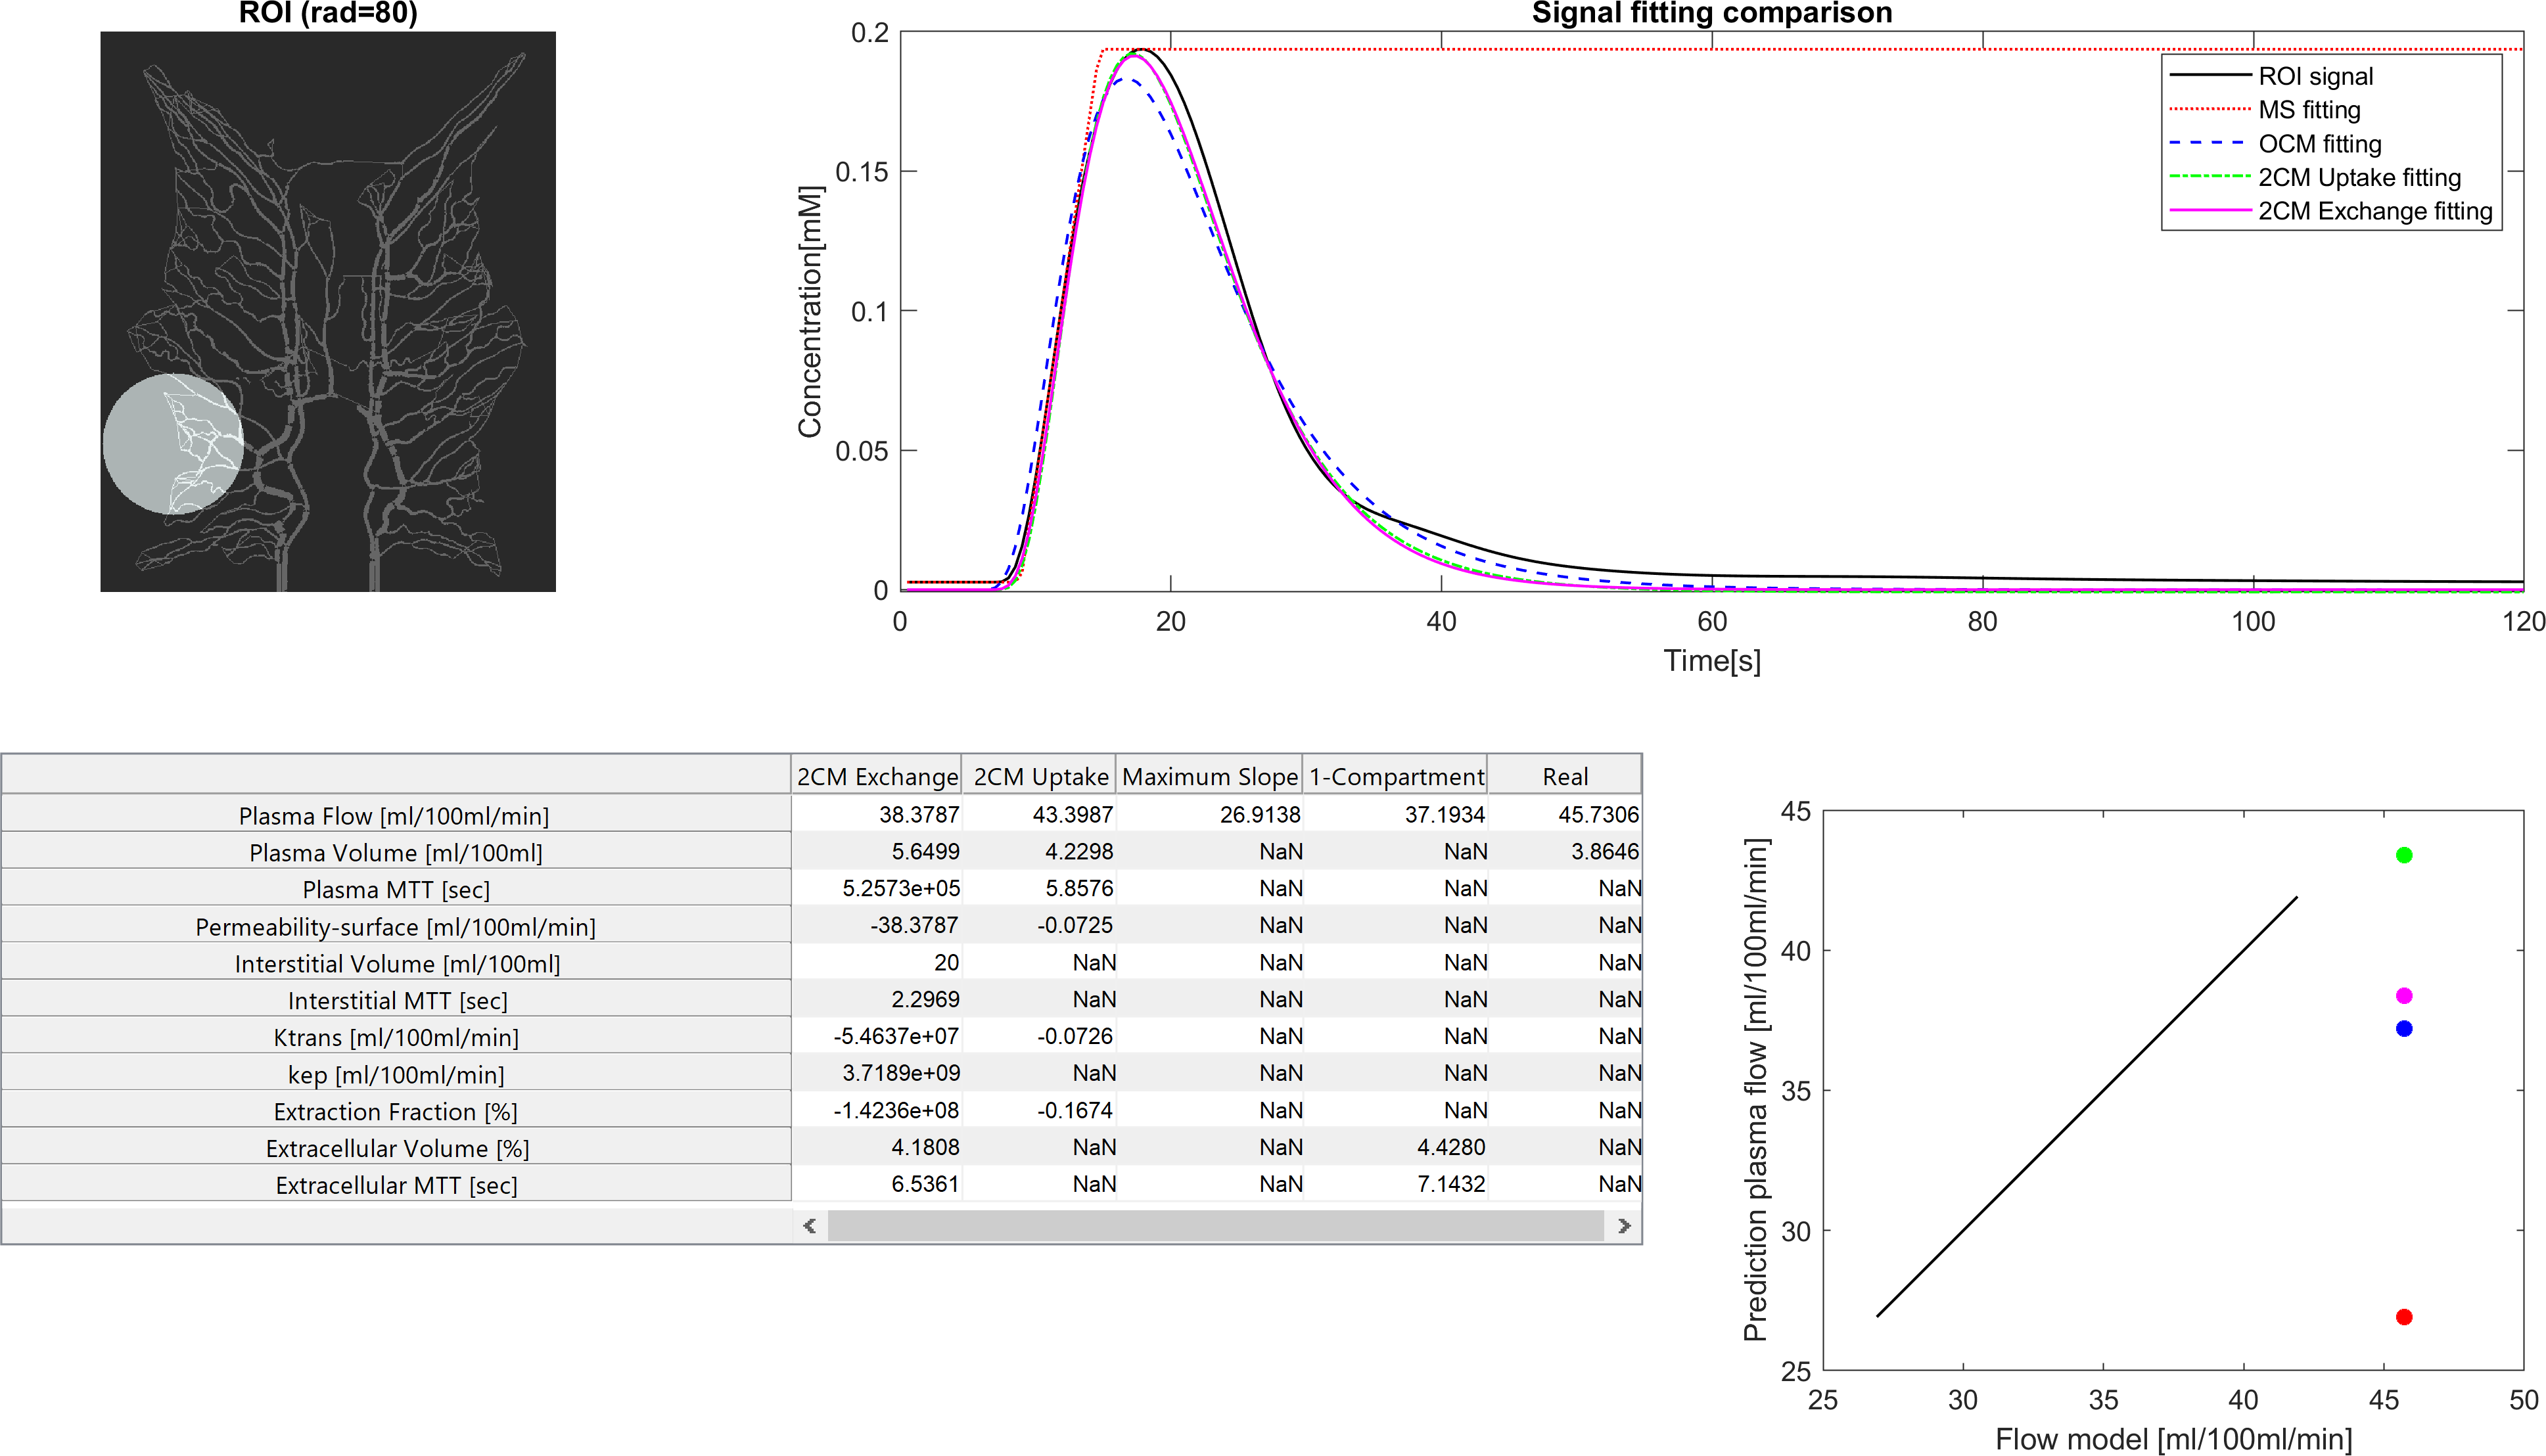 ROI (rad=80)
Signal fitting comparison
0.2
0.15
0.1
0.05
0
Concentration[mM]
ROI signal
MS fitting
OCM fitting
2CM Uptake fitting
2CM Exchange fitting
0 20 40 60 80 100 120
Time[s]
2CM Exchange 2CM Uptake Maximum Slope 1-Compartment Real
Plasma Flow [ml/100ml/min] 38.3787 43.3987 26.9138 37.1934 45.7306
Plasma Volume [ml/100ml] 5.6499 4.2298 NaN NaN 3.8646
Plasma MTT [sec] 5.2573e+05 5.8576 NaN NaN NaN
Permeability-surface [ml/100ml/min] -38.3787 -0.0725 NaN NaN NaN
Interstitial Volume [ml/100ml] 20 NaN NaN NaN NaN
Interstitial MTT [sec] 2.2969 NaN NaN NaN NaN
Ktrans [ml/100ml/min] -5.4637e+07 -0.0726 NaN NaN NaN
kep [ml/100ml/min] 3.7189e+09 NaN NaN NaN NaN
Extraction Fraction [%] -1.4236e+08 -0.1674 NaN NaN NaN
Extracellular Volume [%] 4.1808 NaN NaN 4.4280 NaN
Extracellular MTT [sec] 6.5361 NaN NaN 7.1432 NaN
45
40
35
30
25
Prediction plasma flow [ml/100ml/min]
25 30 35 40 45 50
Flow model [ml/100ml/min]